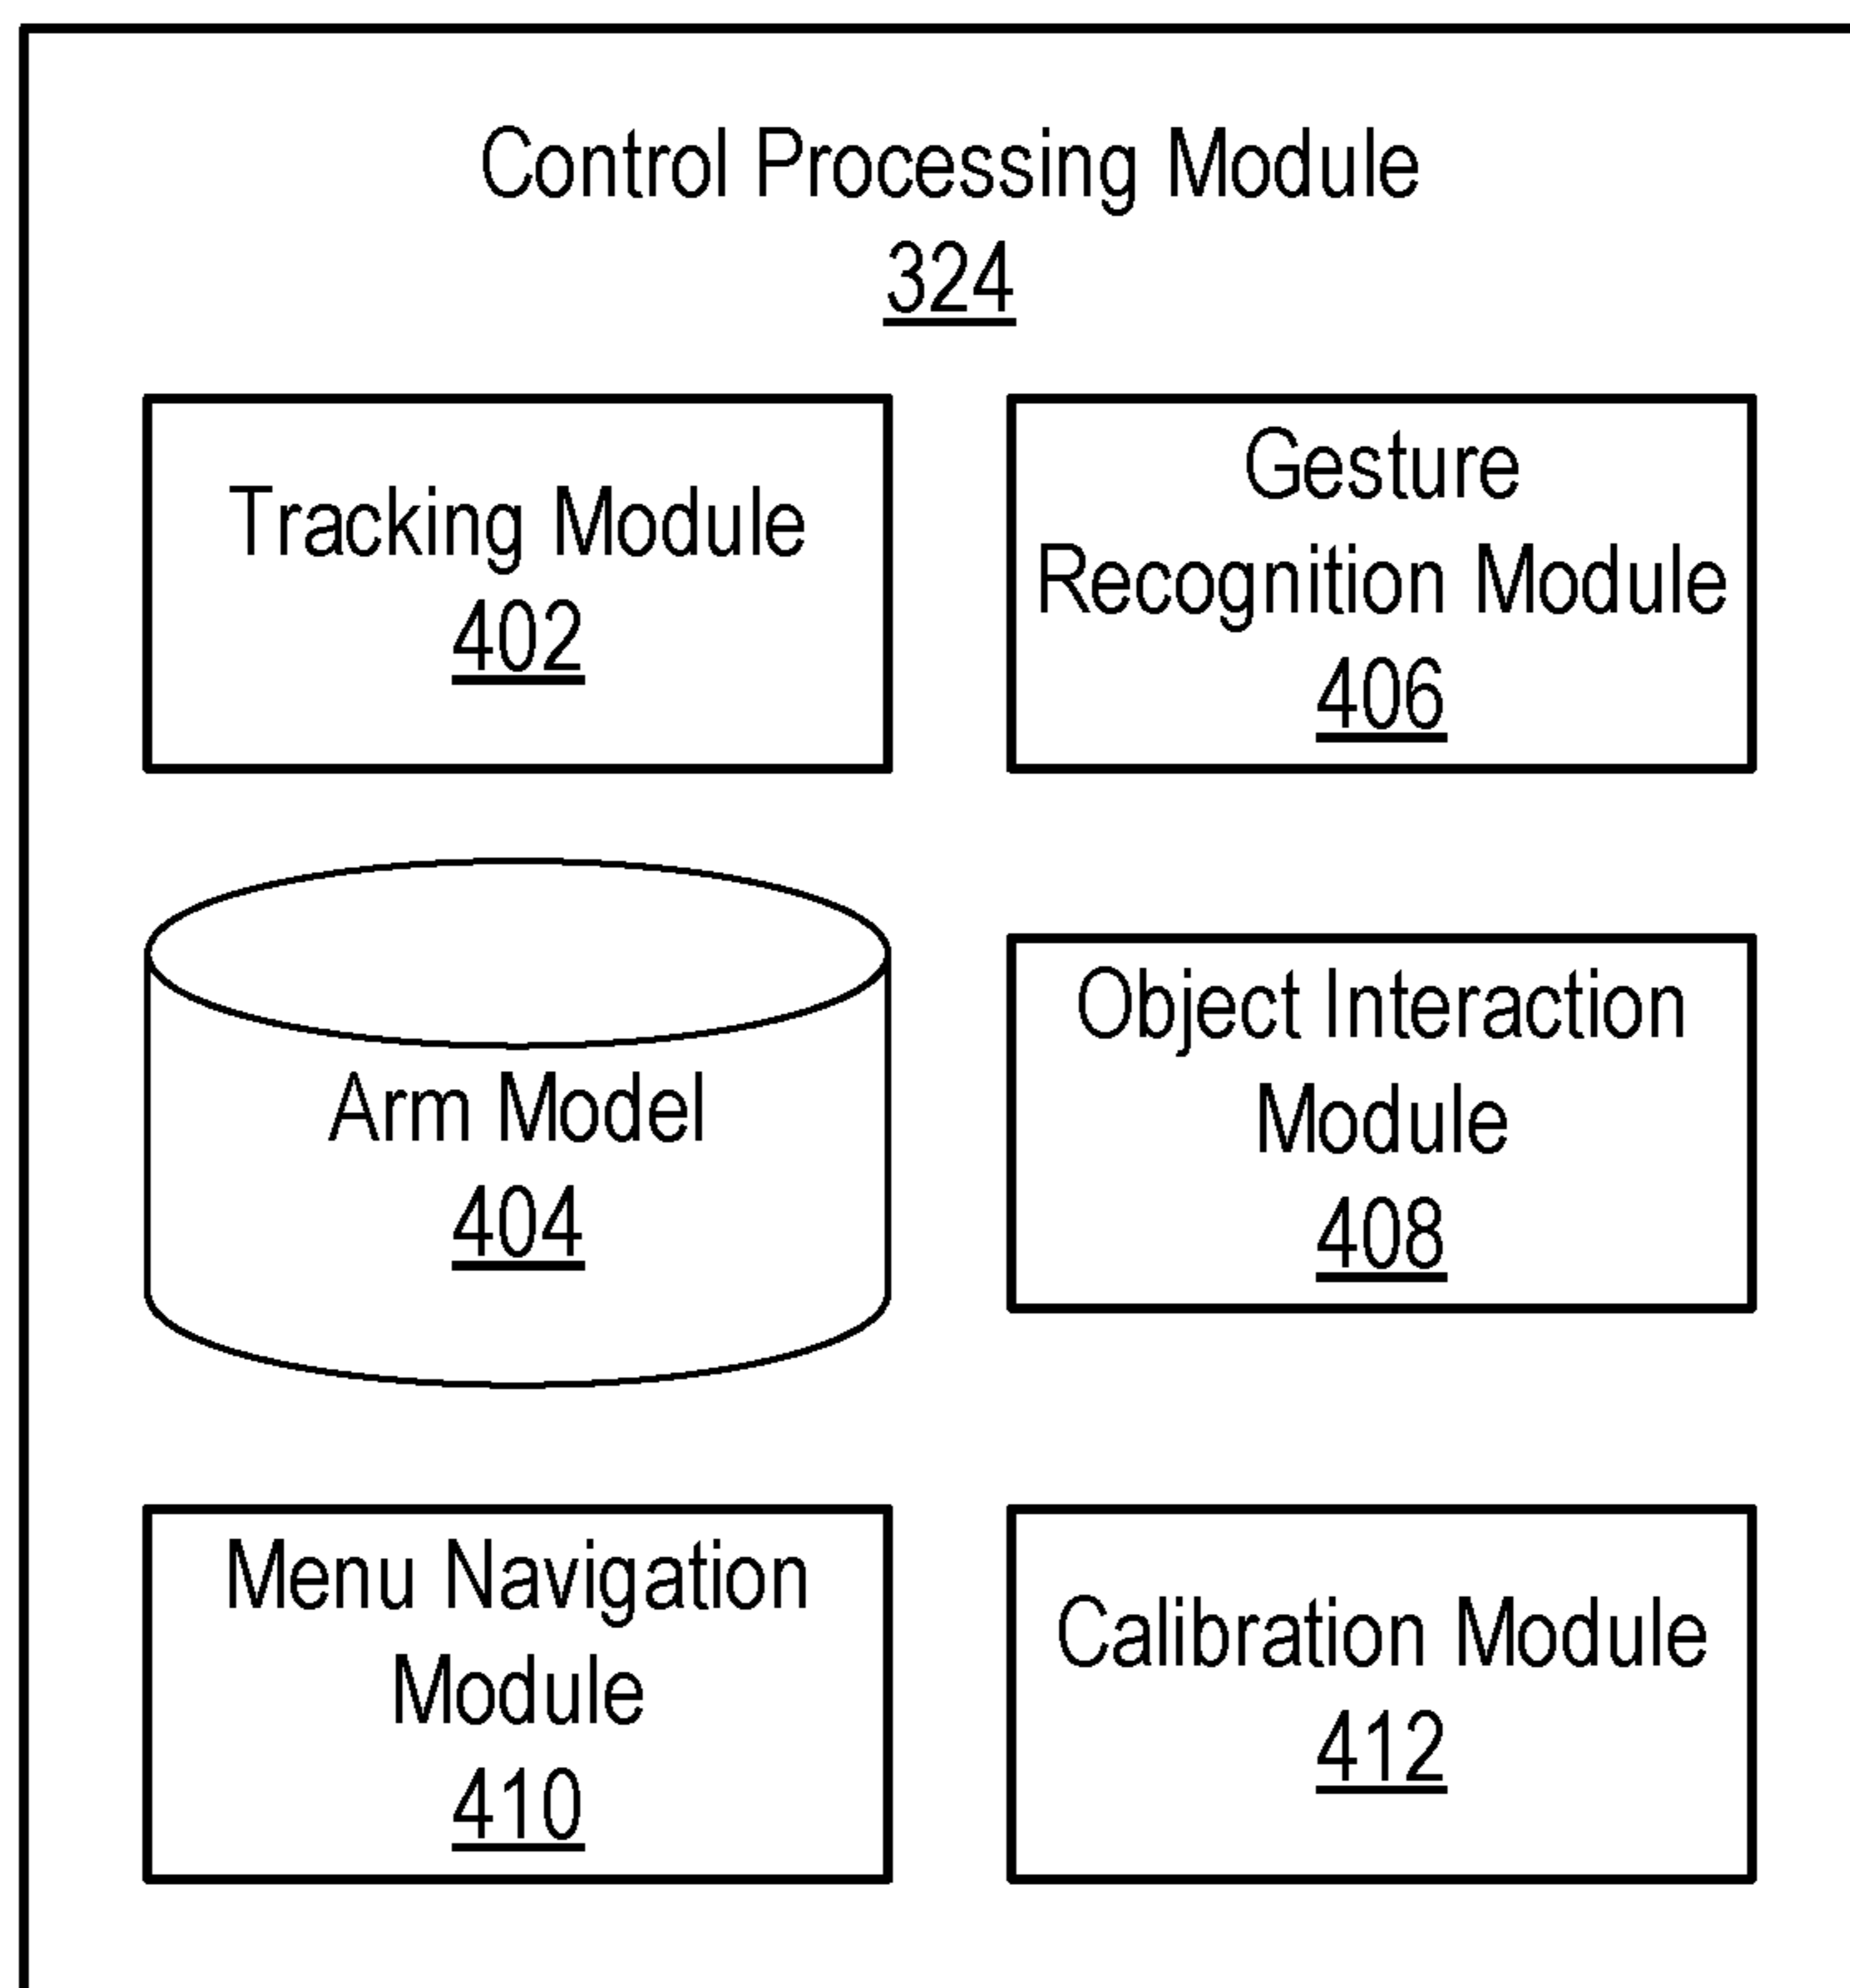 Control Processing Module
324
Tracking Module
402
Gesture
Recognition Module
406
Arm Model
404
Object Interaction
Module
408
Menu Navigation
Module
410
Calibration Module
412